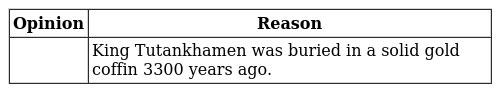 Opinion Reason
King Tutankhamen was buried in a solid gold
coffin 3300 years ago.